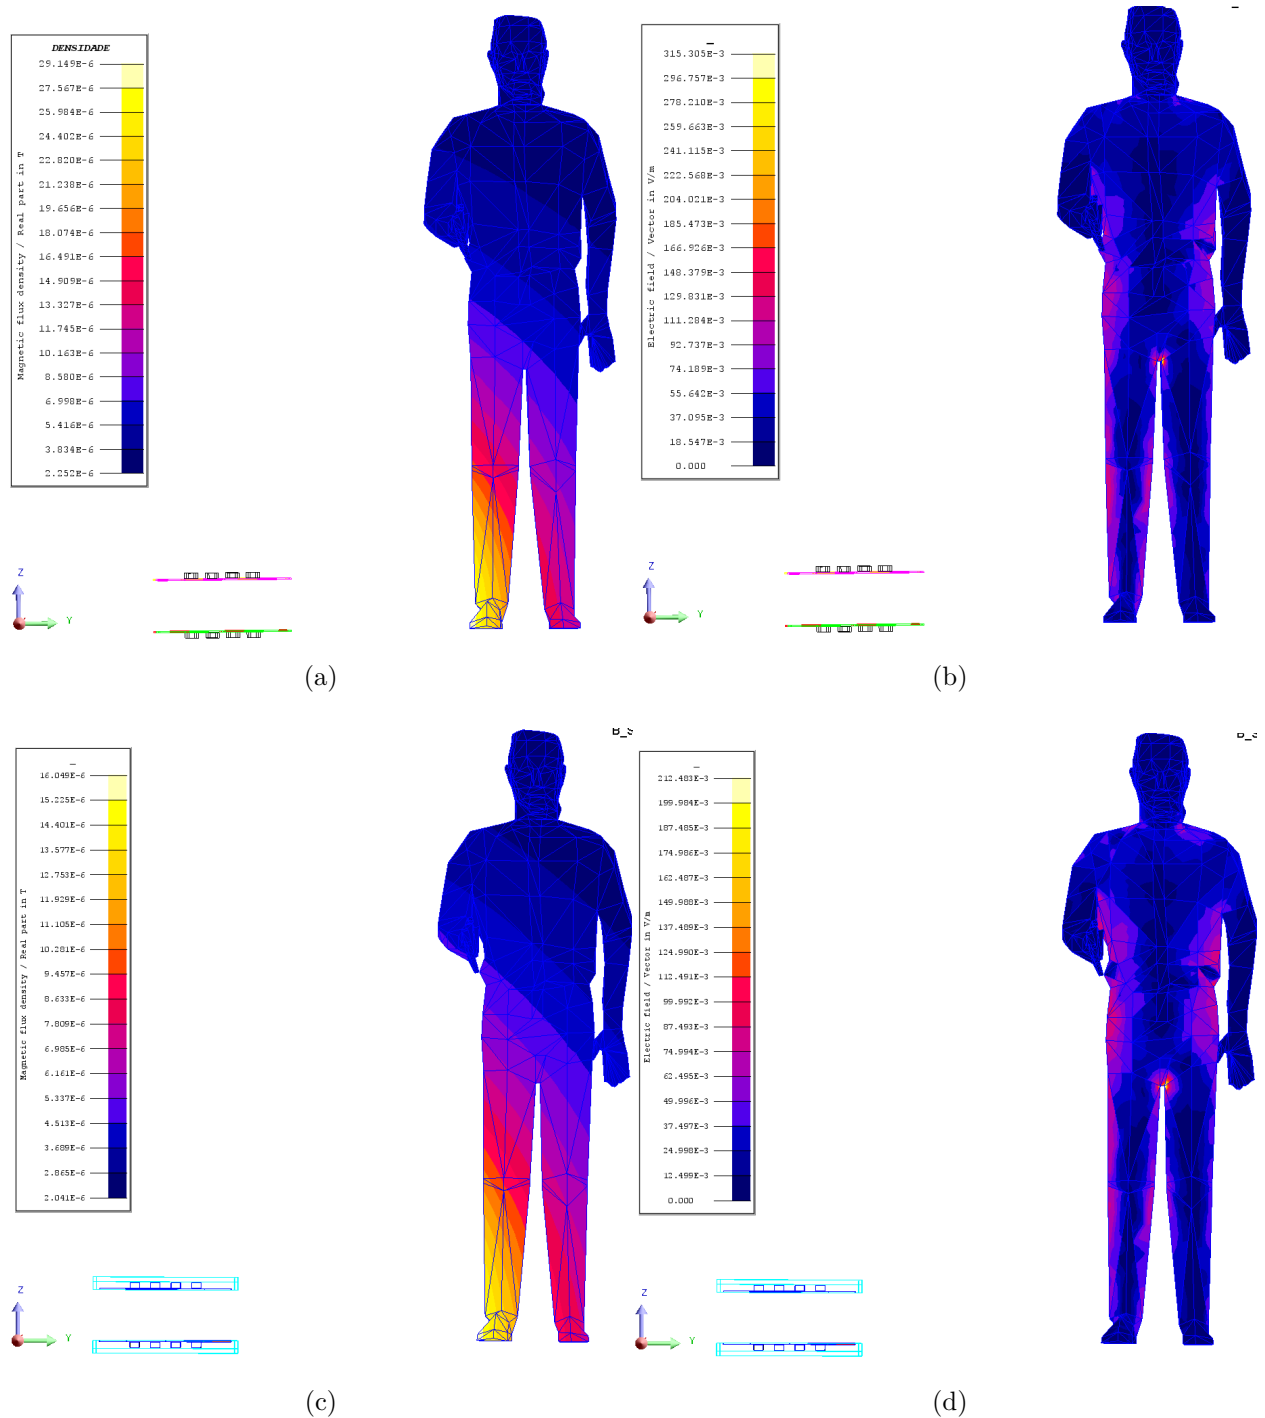 DENSIDADE
29.149E-6
27.567E-6
25.984E-6
24.402E-6
22.820E-6
21.238E-6
19.656E-6
18.074E-6
16.491E-6
14.909E-6
13.327E-6
11.745E-6
10.163E-6
8.580E-6
6.998E-6
5.416E-6
3.834E-6
2.252E-6
Magnetic flux density / Real part in T
Z
Y
(a)
315.305E-3
296.757E-3
278.210E-3
259.663E-3
241.115E-3
222.568E-3
204.021E-3
185.473E-3
166.926E-3
148.379E-3
129.831E-3
111.284E-3
92.737E-3
74.189E-3
55.642E-3
37.095E-3
18.547E-3
0.000
Electric field / Vector in V/m
Z
Y
(b)
16.049E-6
15.225E-6
14.401E-6
13.577E-6
12.753E-6
11.929E-6
11.105E-6
10.281E-6
9.457E-6
8.633E-6
7.809E-6
6.985E-6
6.161E-6
5.337E-6
4.513E-6
3.689E-6
2.865E-6
2.041E-6
Magnetic flux density / Real part in T
Z
Y
(c)
212.483E-3
199.984E-3
187.485E-3
174.986E-3
162.487E-3
149.988E-3
137.489E-3
124.990E-3
112.491E-3
99.992E-3
87.493E-3
74.994E-3
62.495E-3
49.996E-3
37.497E-3
24.998E-3
12.499E-3
0.000
Electric field / Vector in V/m
Z
Y
(d)